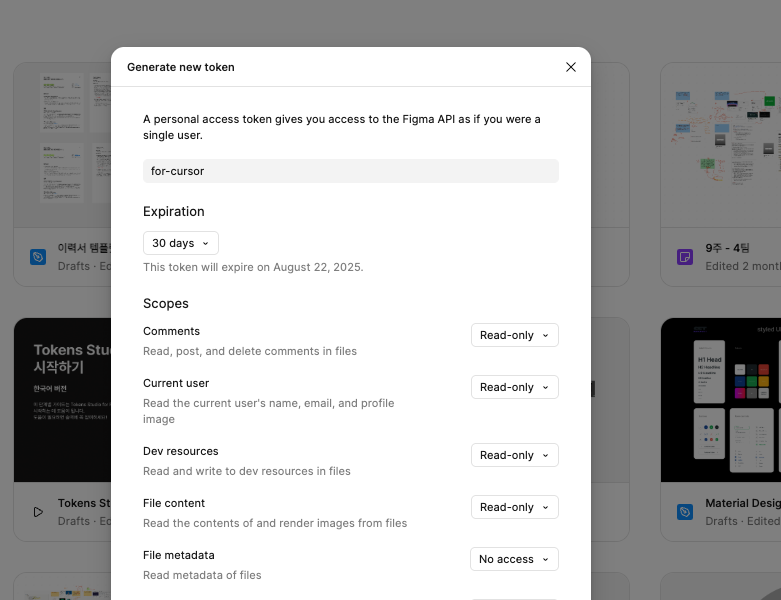 Generate new token
A personal access token gives you access to the Figma API as if you were a
single user.
for-cursor
Expiration
30 days
This token will expire on August 22, 2025.
Scopes
Comments
Read-only
Read, post, and delete comments in files
Current user
Read-only
Read the current user's name, email, and profile
image
Dev resources
Read-only
Read and write to dev resources in files
File content
Read-only
Read the contents of and render images from files
File metadata
No access
Read metadata of files
이력서 템플릿
Drafts · Ed
9주 - 4팀
Edited 2 mont
Tokens Stu
시작하기
한국어 버전
Tokens St
Drafts · Ed
H1 Head
Material Desig
Drafts · Edited